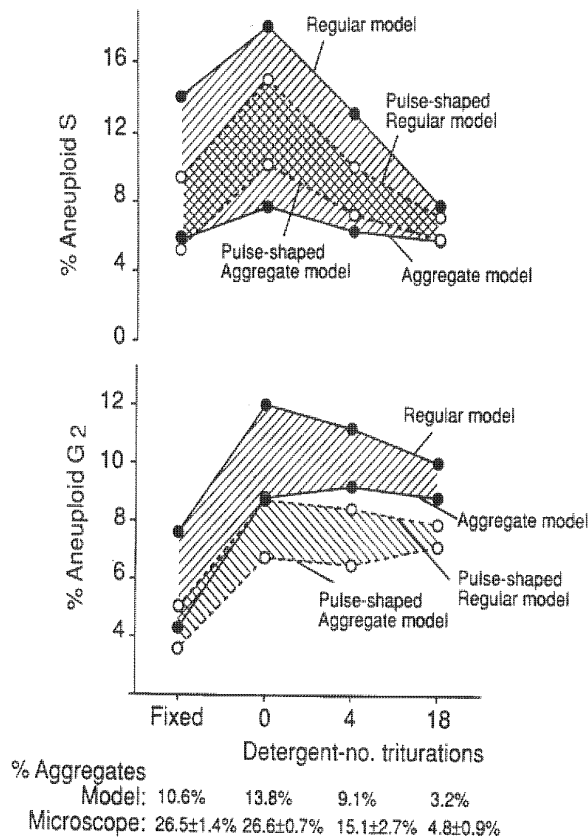 16
12
8
4
0
% Aneuploid S
Regular model
Pulse-shaped
Regular model
Pulse-shaped
Aggregate model
Aggregate model
12
10
8
6
4
% Aneuploid G 2
Regular model
Aggregate model
Pulse-shaped
Regular model
Pulse-shaped
Aggregate model
Fixed 0 4 18
Detergent-no. triturations
% Aggregates
Model: 10.6% 13.8% 9.1% 3.2%
Microscope: 26.5±1.4% 26.6±0.7% 15.1±2.7% 4.8±0.9%